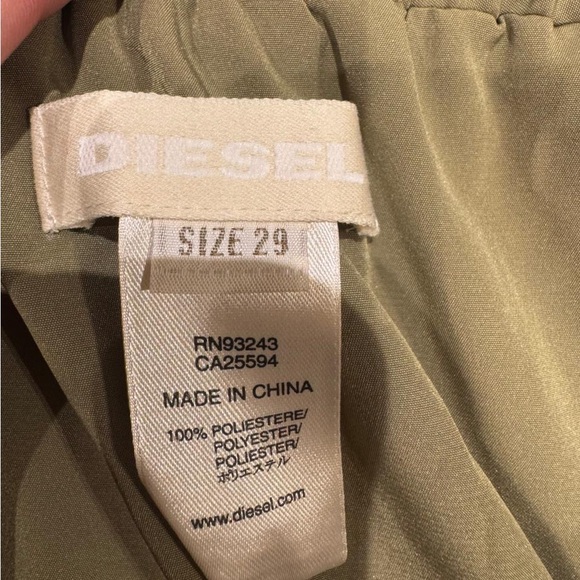 DIESEL
SIZE 29
RN93243
CA25594
MADE IN CHINA
100% POLIESTERE/
POLYESTER/
POLIESTER/
ポリエステル
www.diesel.com